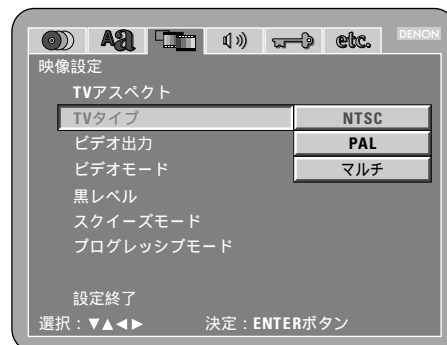 Aa etc. DENON
映像設定
TVアスペクト
TVタイプ NTSC
ビデオ出力 PAL
ビデオモード マルチ
黒レベル
スクイーズモード
プログレッシブモード
設定終了
選択：▼▲◀▶ 決定：ENTERボタン